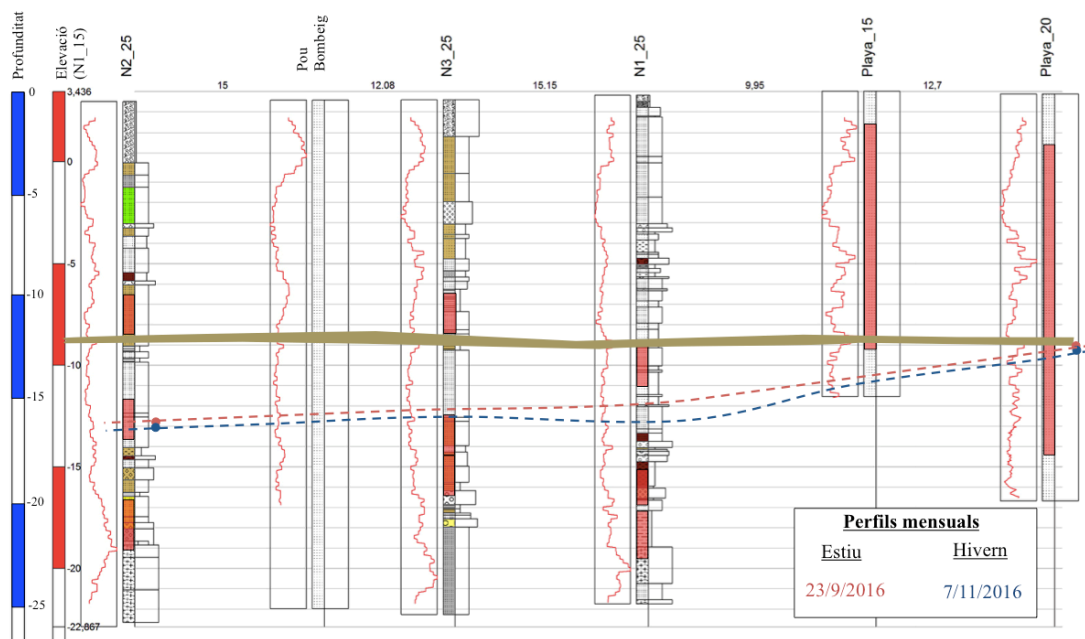 Profunditat
Elevació
(N1_15)
N2_25
Pou
Bombeig
N3_25
N1_25
Playa_15
Playa_20
15
12.08
15,15
9,95
12,7
0
3,436
0
-5
-5
-10
-10
-15
-15
-20
-20
-25
-22,867
Perfils mensuals
Estiu
Hivern
23/9/2016
7/11/2016